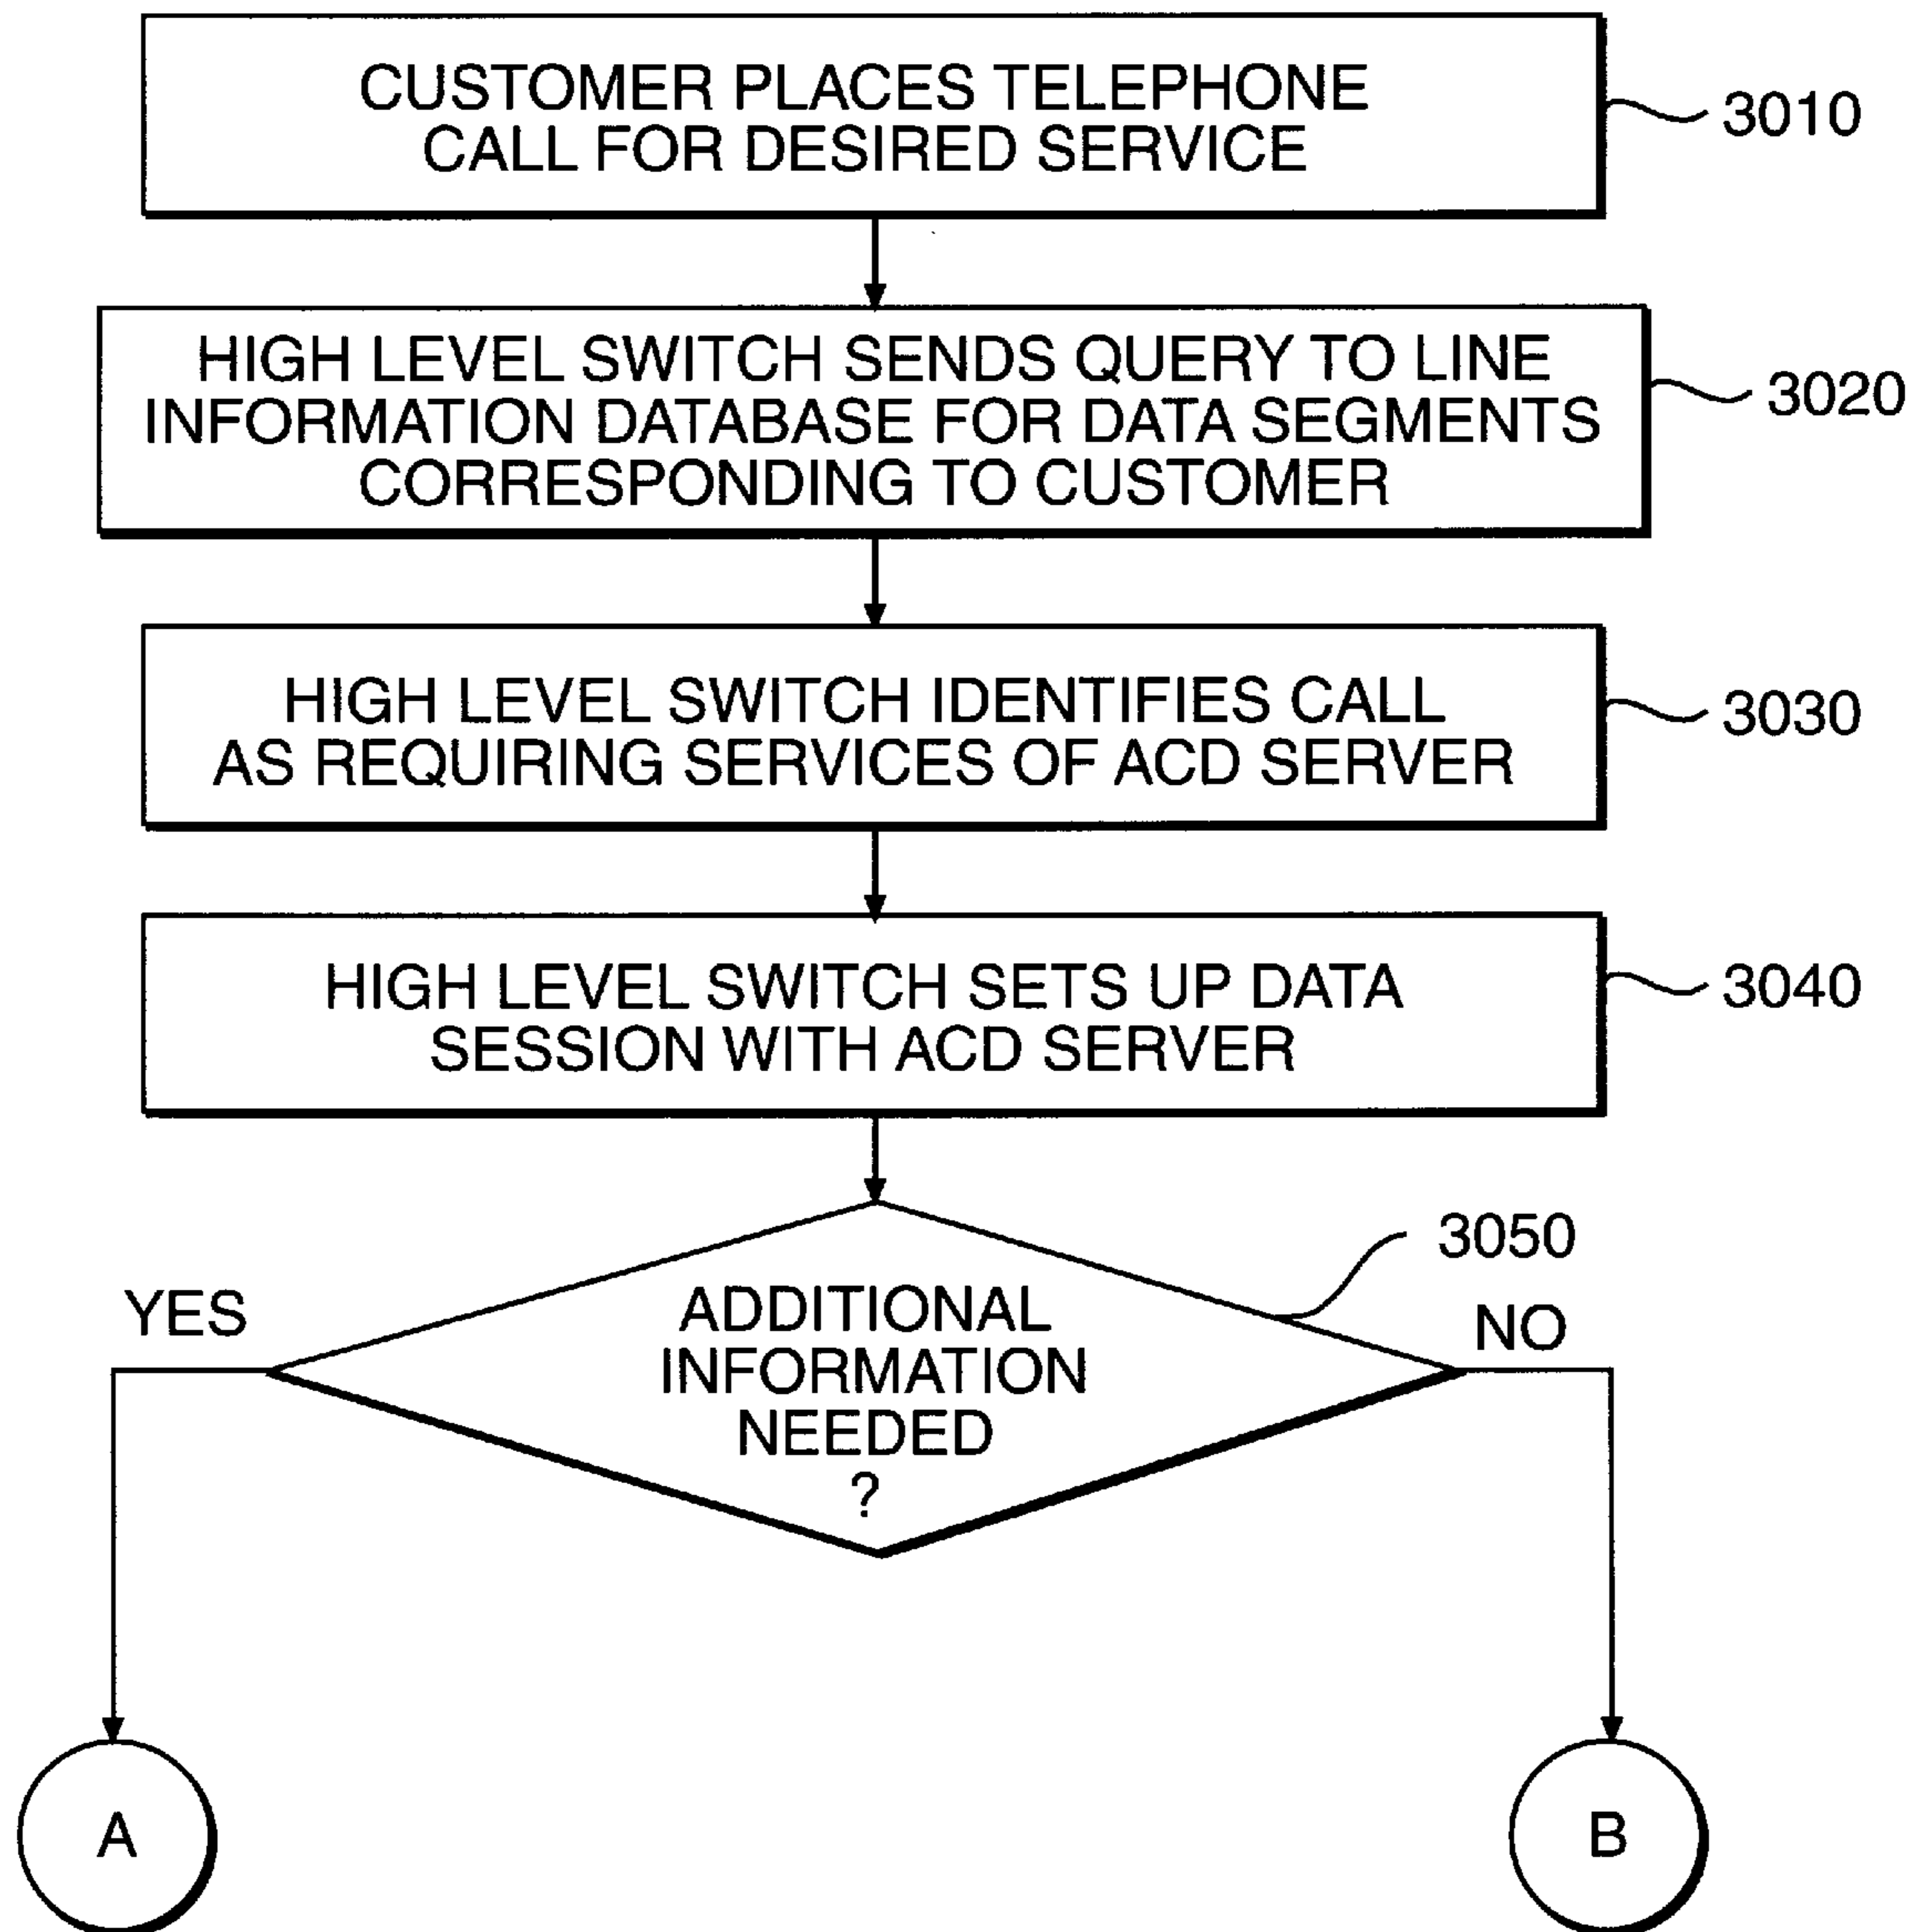 CUSTOMER PLACES TELEPHONE
CALL FOR DESIRED SERVICE
3010
HIGH LEVEL SWITCH SENDS QUERY TO LINE
INFORMATION DATABASE FOR DATA SEGMENTS
CORRESPONDING TO CUSTOMER
3020
HIGH LEVEL SWITCH IDENTIFIES CALL
AS REQUIRING SERVICES OF ACD SERVER
3030
HIGH LEVEL SWITCH SETS UP DATA
SESSION WITH ACD SERVER
3040
3050
YES
ADDITIONAL
INFORMATION
NEEDED
?
NO
A
B